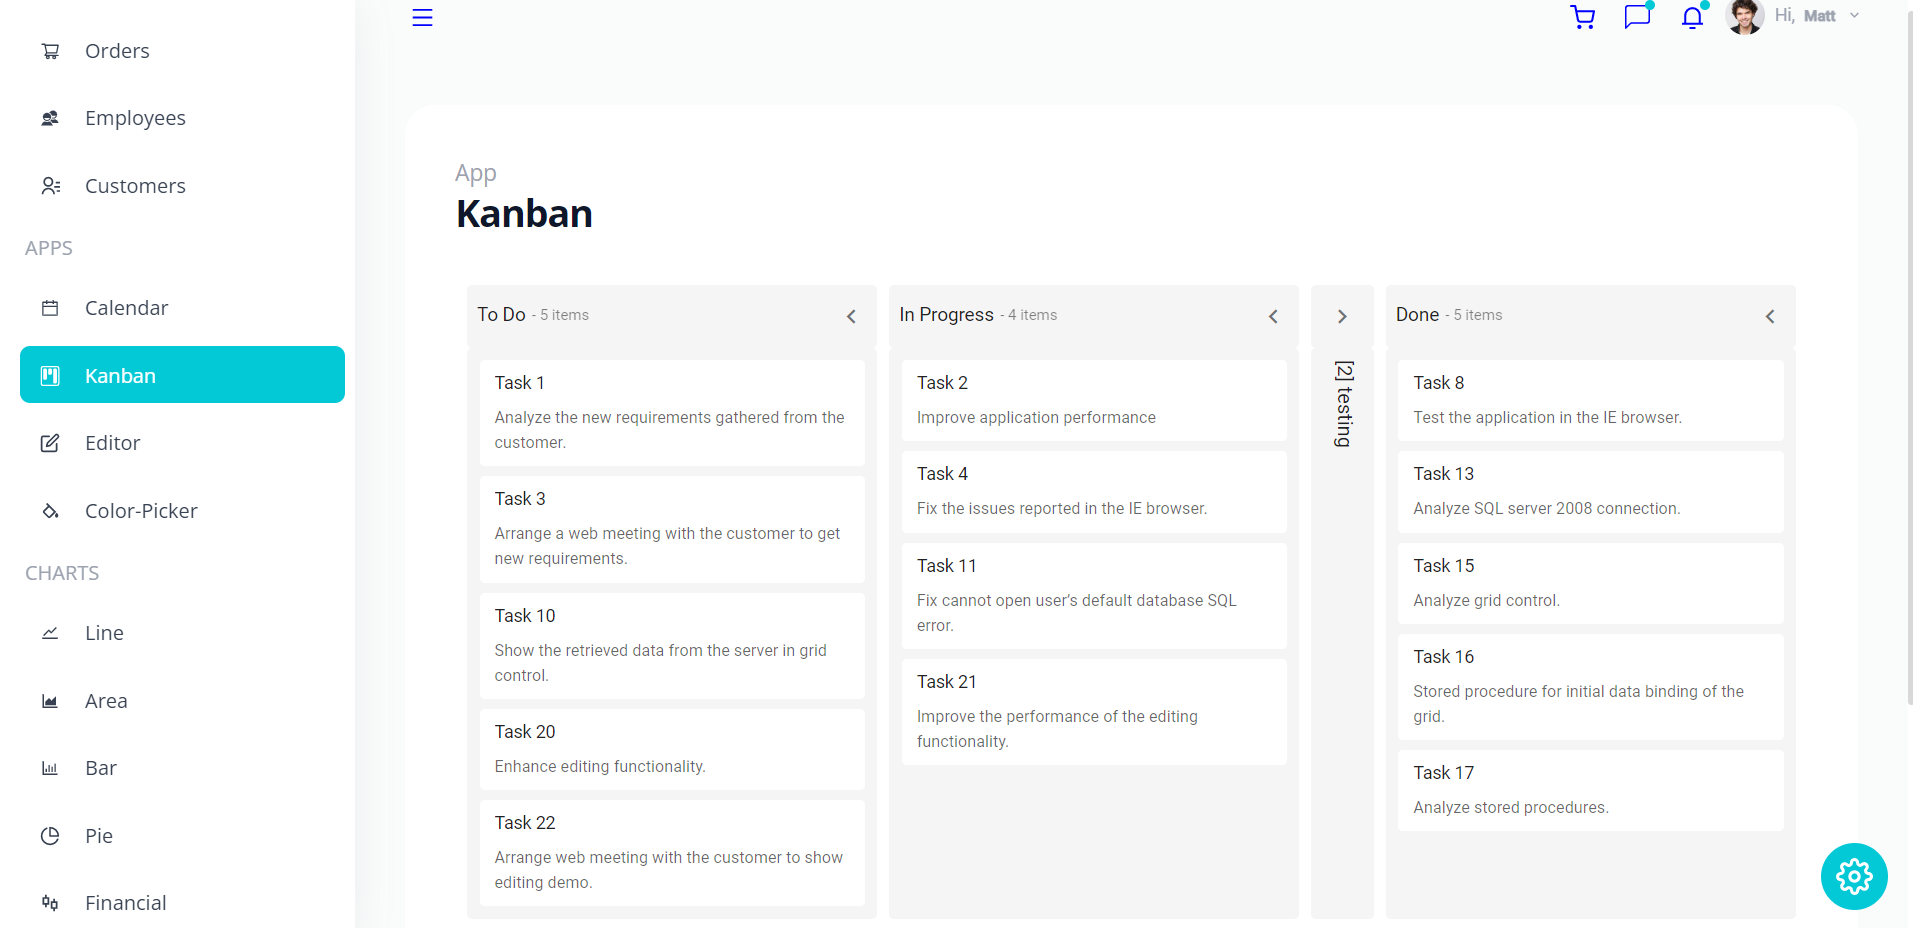 Orders
Employees
Customers
APPS
Calendar
Kanban
Editor
Color-Picker
CHARTS
Line
Area
Bar
Pie
Financial
Hi, Matt
App
Kanban
To Do - 5 items
Task 1
Analyze the new requirements gathered from the
customer.
Task 3
Arrange a web meeting with the customer to get
new requirements.
Task 10
Show the retrieved data from the server in grid
control.
Task 20
Enhance editing functionality.
Task 22
Arrange web meeting with the customer to show
editing demo.
In Progress - 4 items
Task 2
Improve application performance
Task 4
Fix the issues reported in the IE browser.
Task 11
Fix cannot open user's default database SQL
error.
Task 21
Improve the performance of the editing
functionality.
[2] testing
Done - 5 items
Task 8
Test the application in the IE browser.
Task 13
Analyze SQL server 2008 connection.
Task 15
Analyze grid control.
Task 16
Stored procedure for initial data binding of the
grid.
Task 17
Analyze stored procedures.